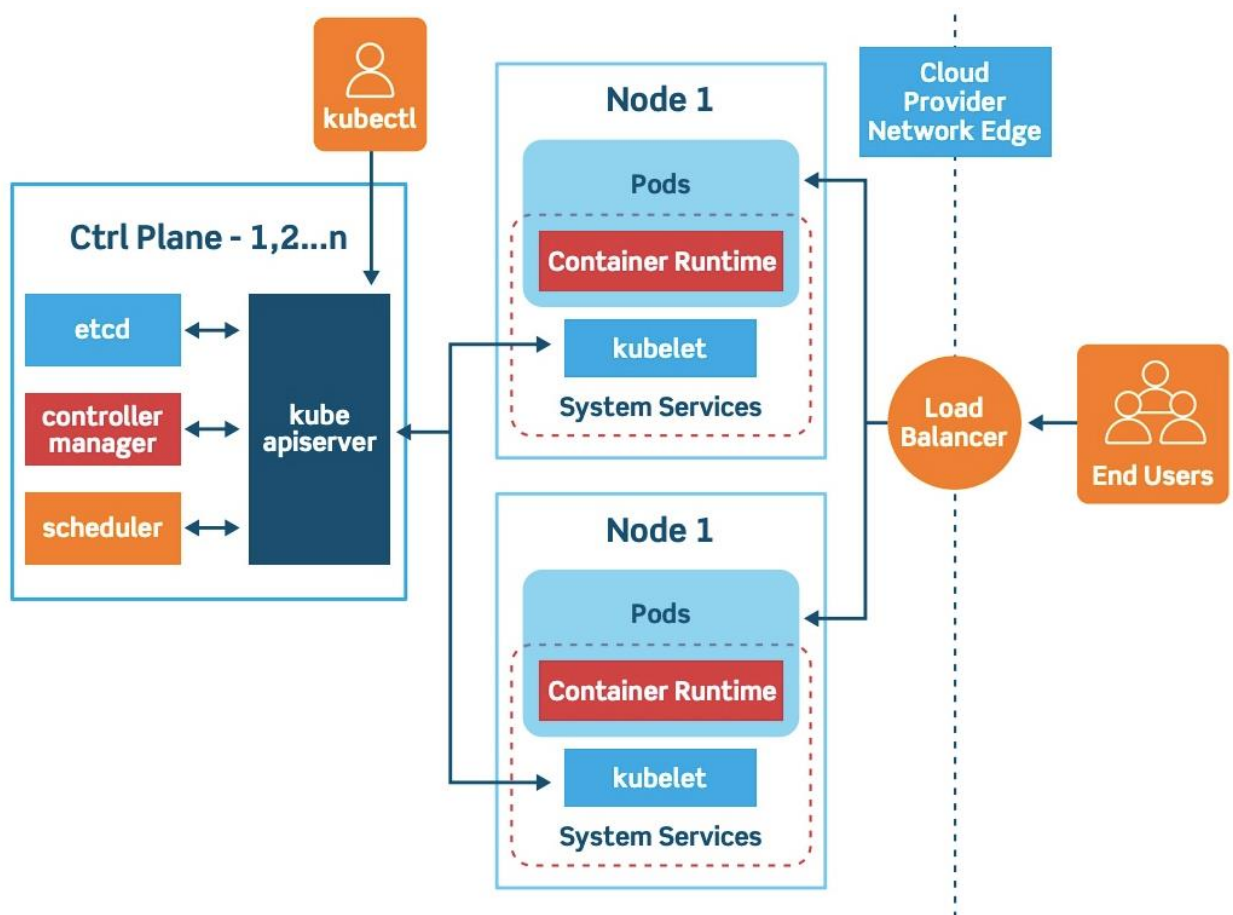 kubectl
Ctrl Plane - 1,2...n
etcd
controller
manager
scheduler
kube
apiserver
Node 1
Pods
Container Runtime
kubelet
System Services
Node 1
Pods
Container Runtime
kubelet
System Services
Cloud
Provider
Network Edge
Load
Balancer
End Users